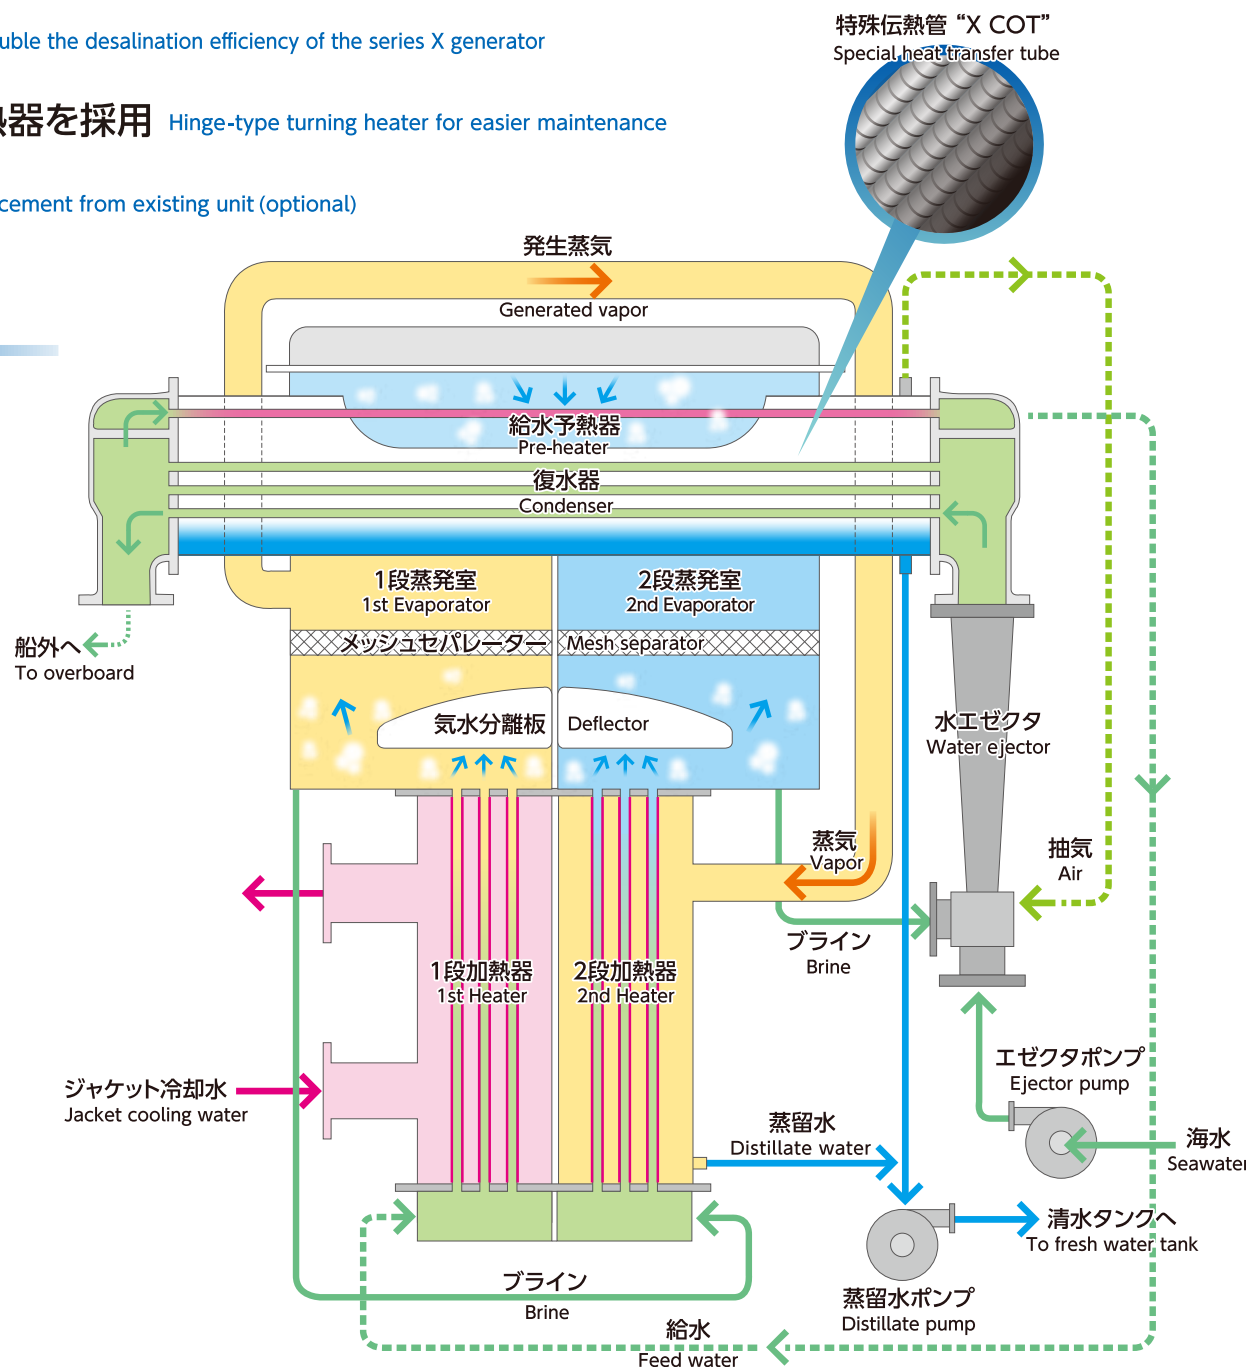 特殊伝熱管 “X COT”
Special heat transfer tube
the desalination efficiency of the series X generator
器を採用 Hinge-type turning heater for easier maintenance
from existing unit (optional)
発生蒸気
Generated vapor
給水予熱器
Pre-heater
復水器
Condenser
1段蒸発室
1st Evaporator
2段蒸発室
2nd Evaporator
メッシュセパレーター Mesh separator
船外へ
To overboard
気水分離板 Deflector
水エゼクタ
Water ejector
蒸気
Vapor
抽気
Air
ブライン
Brine
1段加熱器
1st Heater
2段加熱器
2nd Heater
エゼクタポンプ
Ejector pump
ジャケット冷却水
Jacket cooling water
蒸留水
Distillate water
海水
Seawater
清水タンクへ
To fresh water tank
ブライン
Brine
蒸留水ポンプ
Distillate pump
給水
Feed water